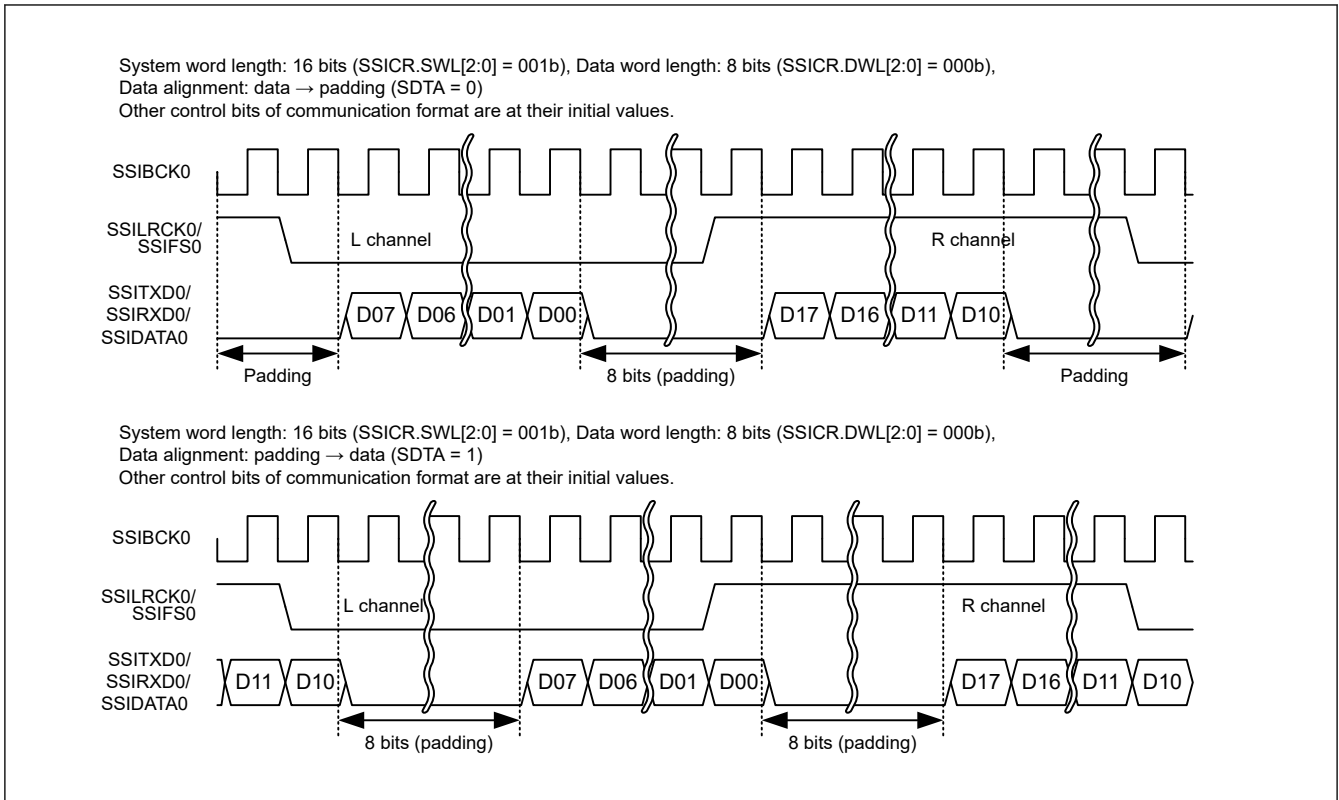 System word length: 16 bits (SSICR.SWL[2:0] = 001b), Data word length: 8 bits (SSICR.DWL[2:0] = 000b),
Data alignment: data → padding (SDTA = 0)
Other control bits of communication format are at their initial values.
SSIBCK0
SSILRCK0/
SSIFS0
L channel
R channel
SSITXD0/
SSIRXD0/
SSIDATA0
D07 D06 D01 D00 D17 D16 D11 D10
Padding 8 bits (padding) Padding
System word length: 16 bits (SSICR.SWL[2:0] = 001b), Data word length: 8 bits (SSICR.DWL[2:0] = 000b),
Data alignment: padding → data (SDTA = 1)
Other control bits of communication format are at their initial values.
SSIBCK0
SSILRCK0/
SSIFS0
L channel
R channel
SSITXD0/
SSIRXD0/
SSIDATA0
D11 D10 D07 D06 D01 D00 D17 D16 D11 D10
8 bits (padding) 8 bits (padding)